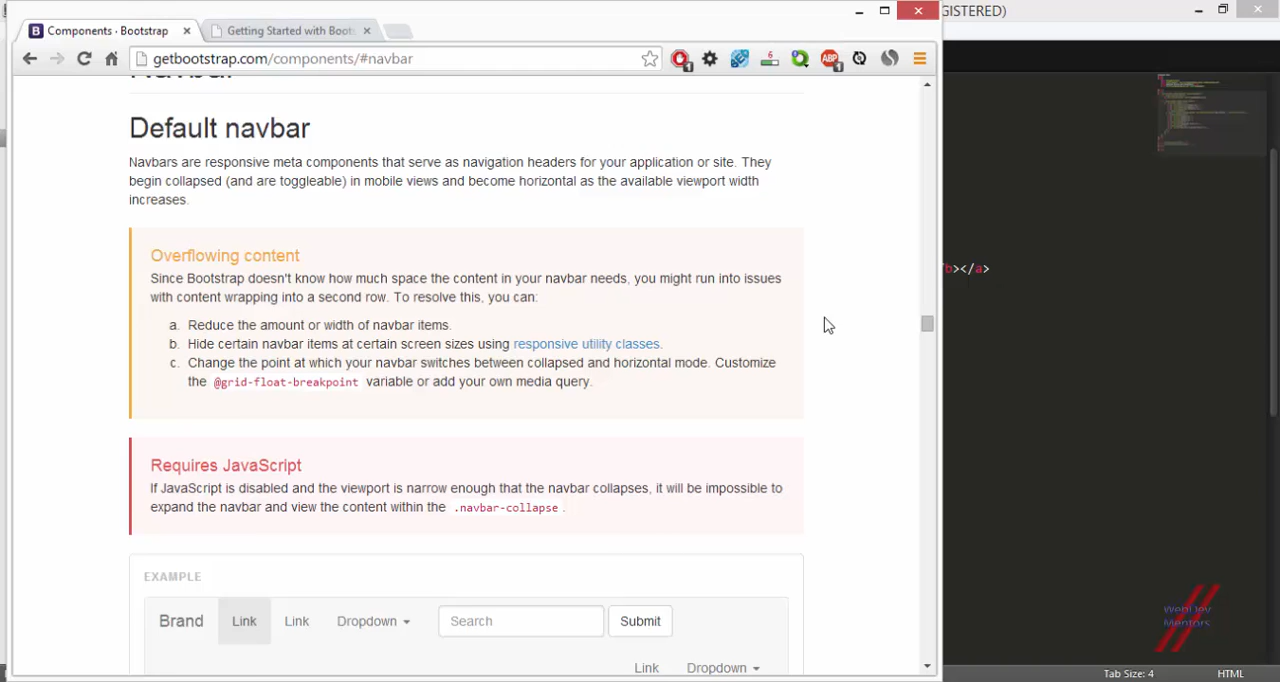 GISTERED)
Components · Bootstrap
Getting Started with Boots
getbootstrap.com/components/#navbar
6
1
ABP
1
Navbar
Default navbar
Navbars are responsive meta components that serve as navigation headers for your application or site. They
begin collapsed (and are toggleable) in mobile views and become horizontal as the available viewport width
increases.
Overflowing content
Since Bootstrap doesn't know how much space the content in your navbar needs, you might run into issues
with content wrapping into a second row. To resolve this, you can:
a. Reduce the amount or width of navbar items.
b. Hide certain navbar items at certain screen sizes using responsive utility classes.
c. Change the point at which your navbar switches between collapsed and horizontal mode. Customize
the @grid-float-breakpoint variable or add your own media query.
b></a>
Requires JavaScript
If JavaScript is disabled and the viewport is narrow enough that the navbar collapses, it will be impossible to
expand the navbar and view the content within the .navbar-collapse.
EXAMPLE
Brand Link Link Dropdown Search Submit
Link Dropdown
WebDev
Mentors
Tab Size: 4 HTML